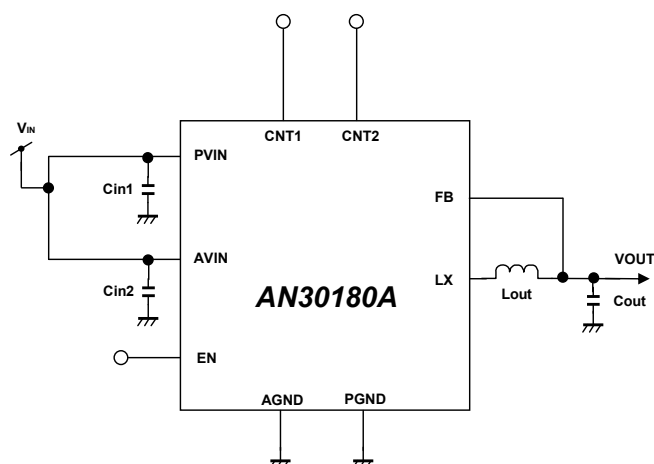 CNT1 CNT2
VIN
PVIN
Cin1
FB
AVIN
VOUT
LX
Cin2
Lout
Cout
AN30180A
EN
AGND PGND